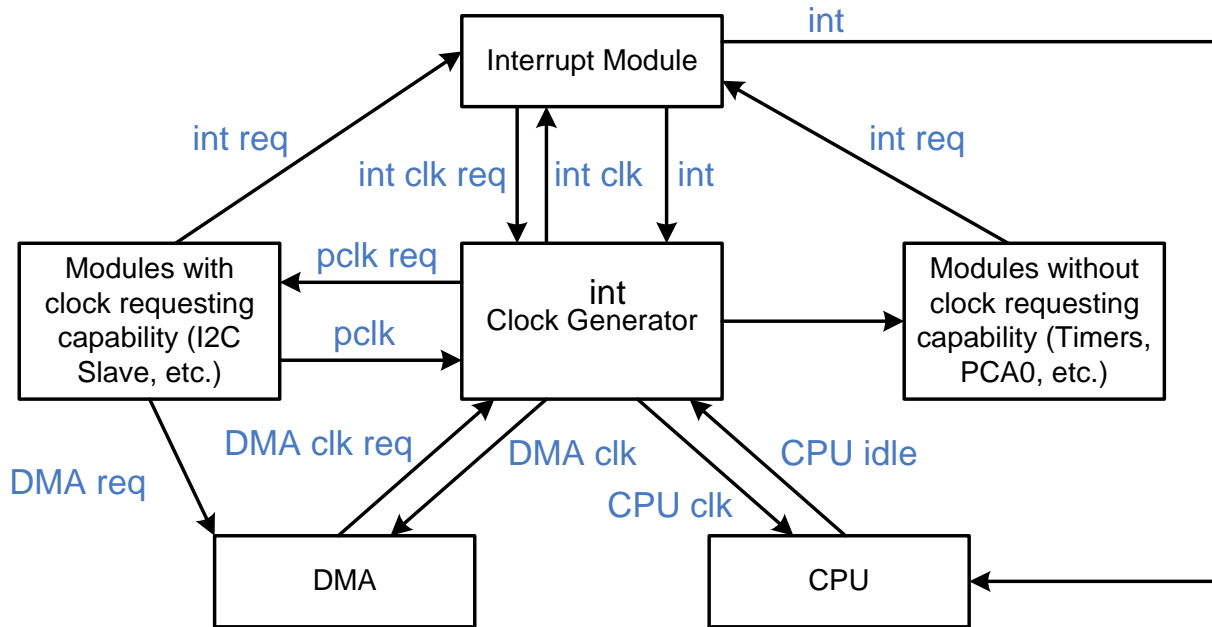 int
Interrupt Module
int req
int clk req
int clk
int
int req
Modules with
clock requesting
capability (I2C
Slave, etc.)
pclk req
pclk
int
Clock Generator
Modules without
clock requesting
capability (Timers,
PCA0, etc.)
DMA req
DMA clk req
DMA clk
CPU clk
CPU idle
DMA
CPU